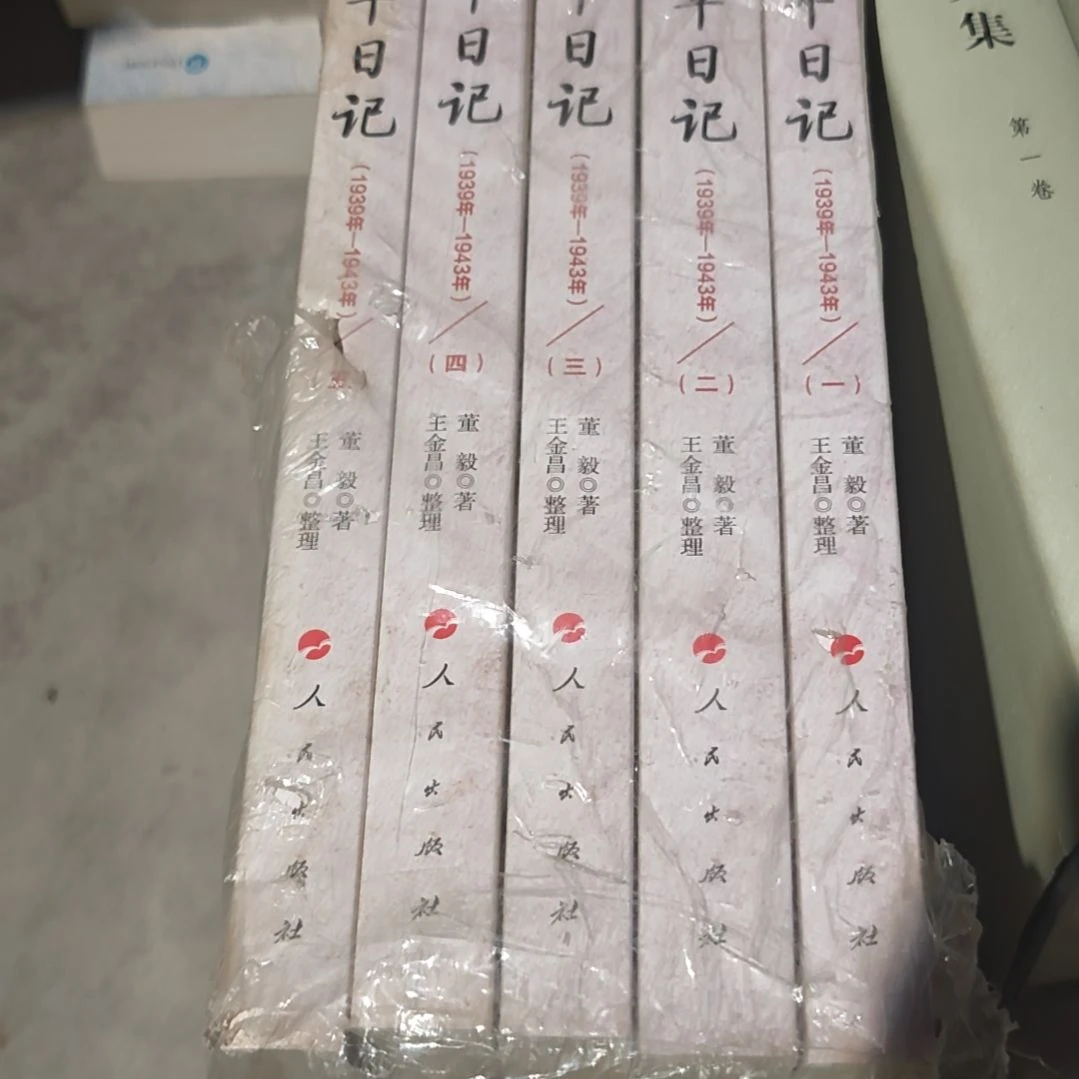 日记
（1939年—1943年）
董毅◎著
王金昌◎整理
人民出版社
日记
（1939年—1943年）
（四）
董毅◎著
王金昌◎整理
人民出版社
日记
（1939年—1943年）
（三）
董毅◎著
王金昌◎整理
人民出版社
日记
（1939年—1943年）
（二）
董毅◎著
王金昌◎整理
人民出版社
日记
（1939年—1943年）
（一）
董毅◎著
王金昌◎整理
人民出版社
集
第一卷